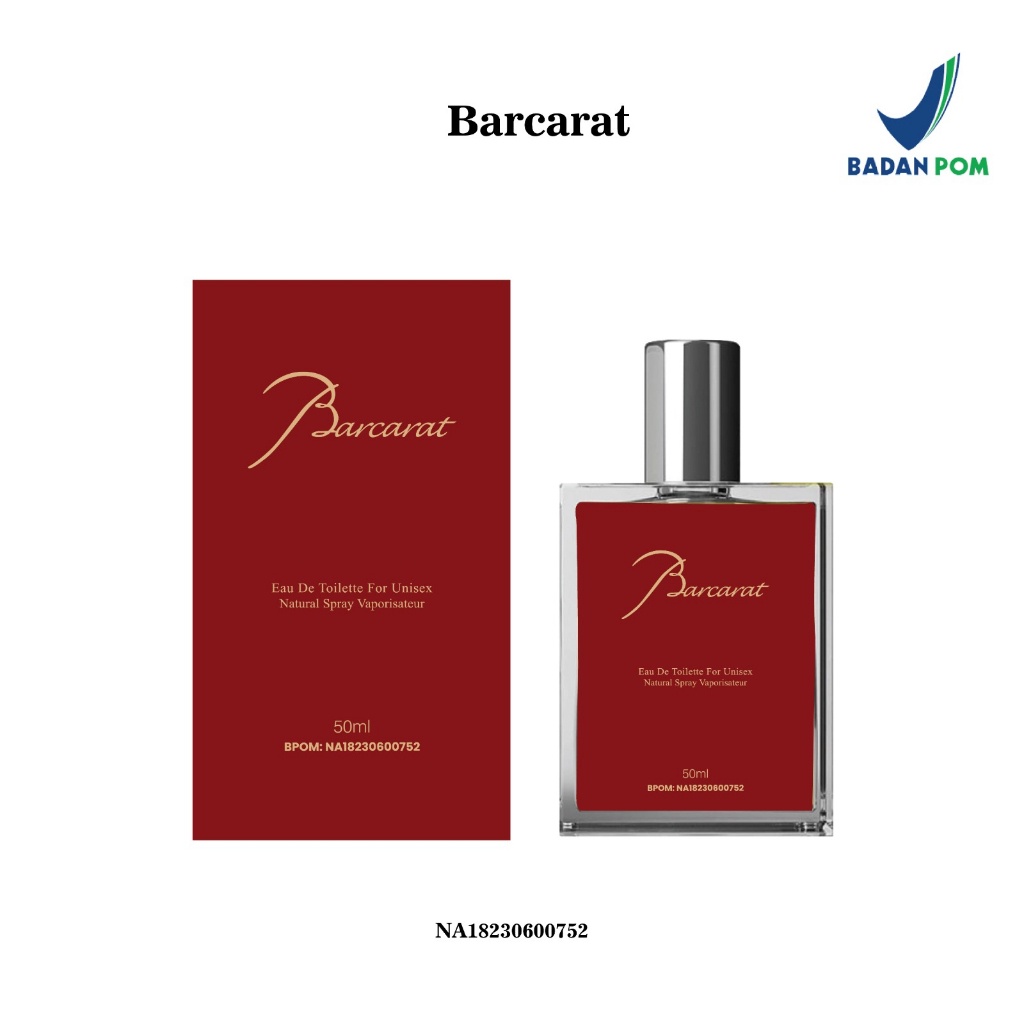 Barcarat
BADAN POM
Barcarat
Eau De Toilette For Unisex
Natural Spray Vaporisateur
50ml
BPOM: NA18230600752
Barcarat
Eau De Toilette For Unisex
Natural Spray Vaporisateur
50ml
BPOM: NA18230600752
NA18230600752